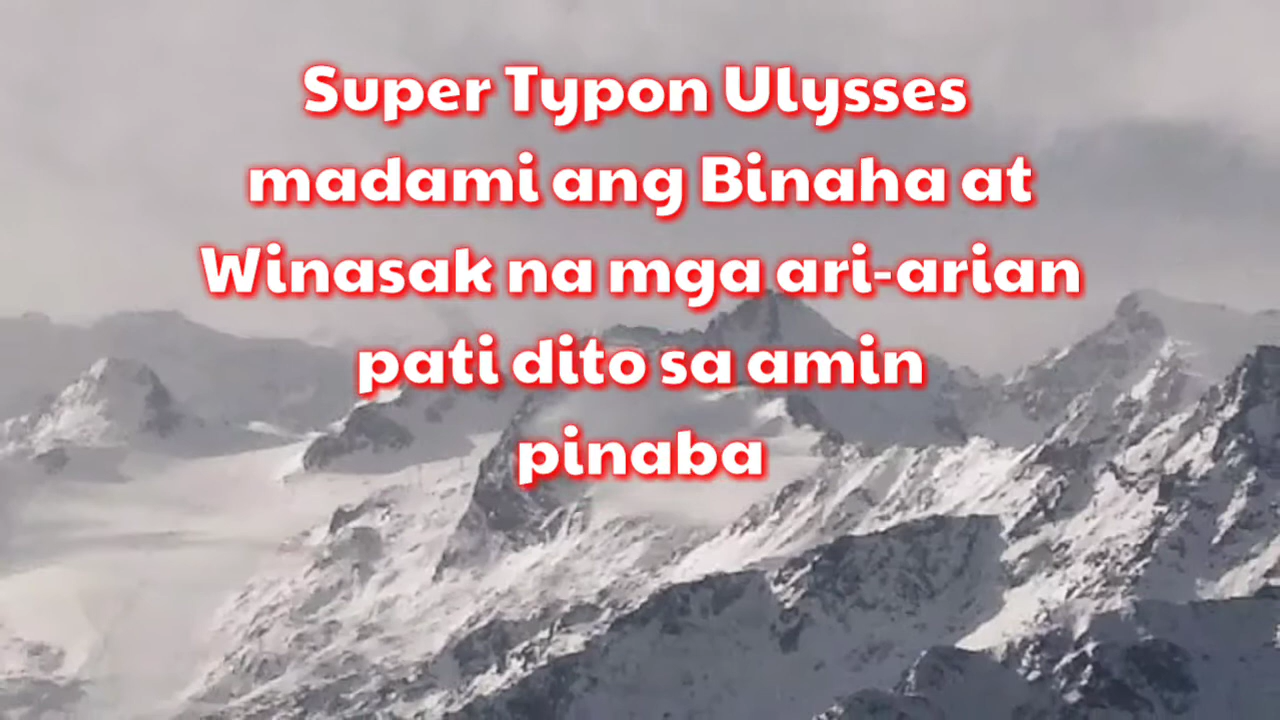 Super Typon Ulysses
madami ang Binaha at
Winasak na mga ari-arian
pati dito sa amin
pinaba